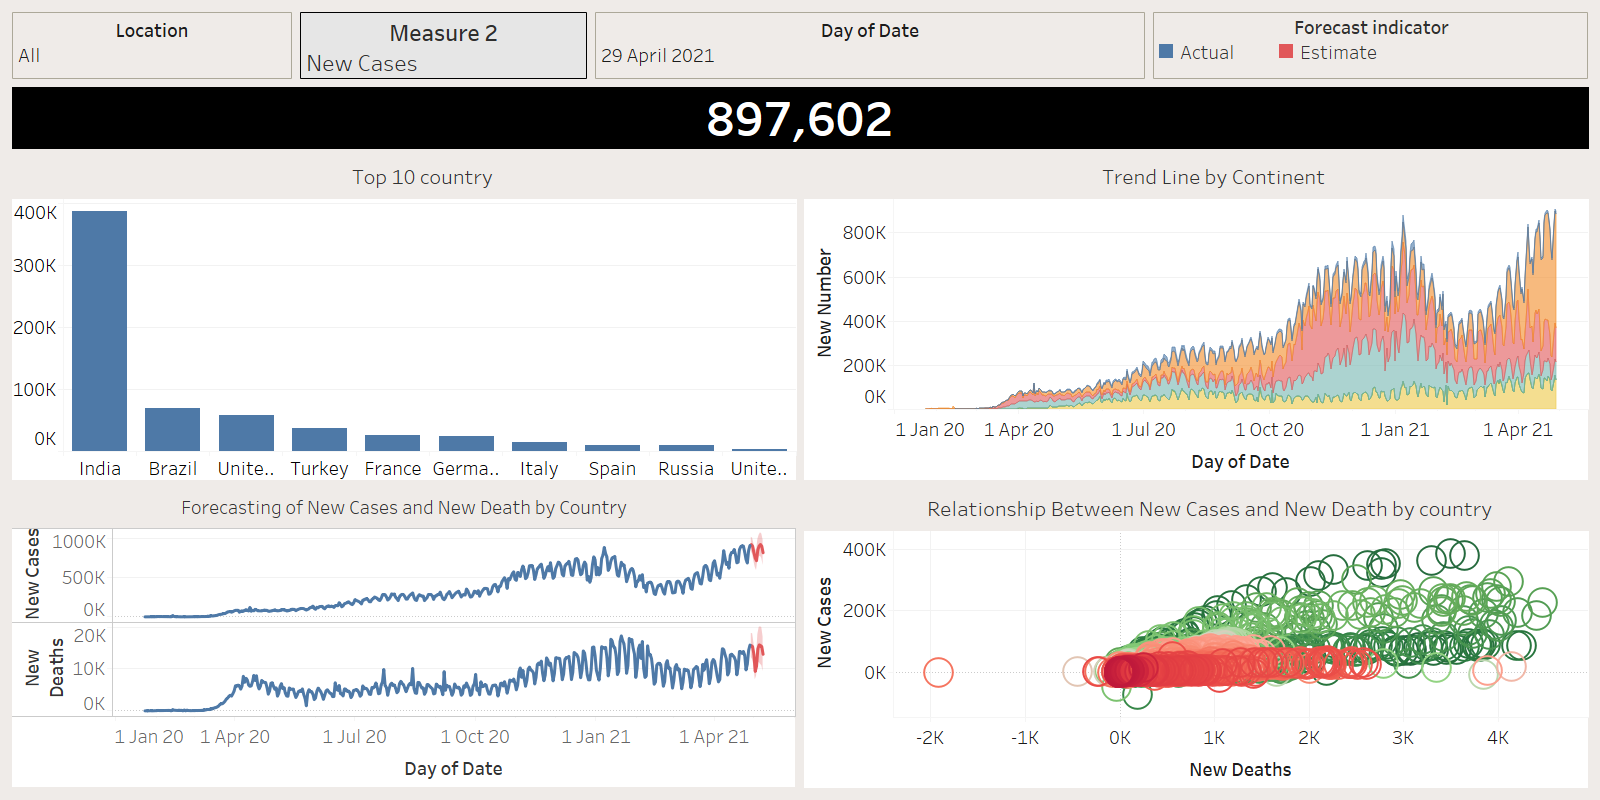 Location
All
Measure 2
New Cases
Day of Date
29 April 2021
Forecast indicator
Actual
Estimate
897,602
Top 10 country
400K
300K
200K
100K
0K
India
Brazil
Unite..
Turkey
France
Germa..
Italy
Spain
Russia
Unite..
Trend Line by Continent
New Number
800K
600K
400K
200K
0K
1 Jan 20
1 Apr 20
1 Jul 20
1 Oct 20
1 Jan 21
1 Apr 21
Day of Date
Forecasting of New Cases and New Death by Country
New Cases
1000K
500K
0K
New
Deaths
20K
10K
0K
1 Jan 20
1 Apr 20
1 Jul 20
1 Oct 20
1 Jan 21
1 Apr 21
Day of Date
Relationship Between New Cases and New Death by country
New Cases
400K
200K
0K
-2K
-1K
0K
1K
2K
3K
4K
New Deaths